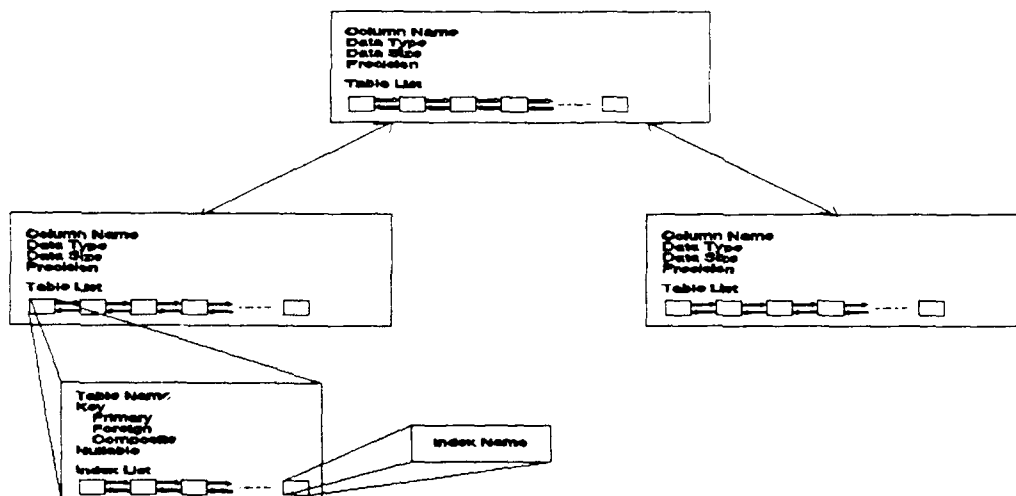 Column Name
Data Type
Data Size
Precision
Table List
Column Name
Data Type
Data Size
Precision
Table List
Column Name
Data Type
Data Size
Precision
Table List
Table Name
Key
Primary
Foreign
Composite
Nullable
Index List
Index Name